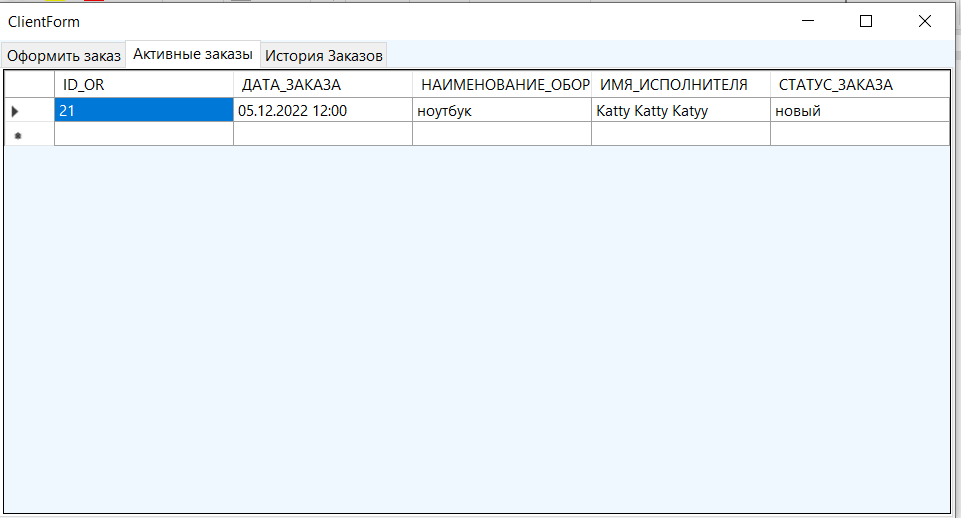 ClientForm
Оформить заказ Активные заказы История Заказов
ID_OR ДАТА_ЗАКАЗА НАИМЕНОВАНИЕ_ОБОР ИМЯ_ИСПОЛНИТЕЛЯ СТАТУС_ЗАКАЗА
21 05.12.2022 12:00 ноутбук Katty Katty Katyy новый